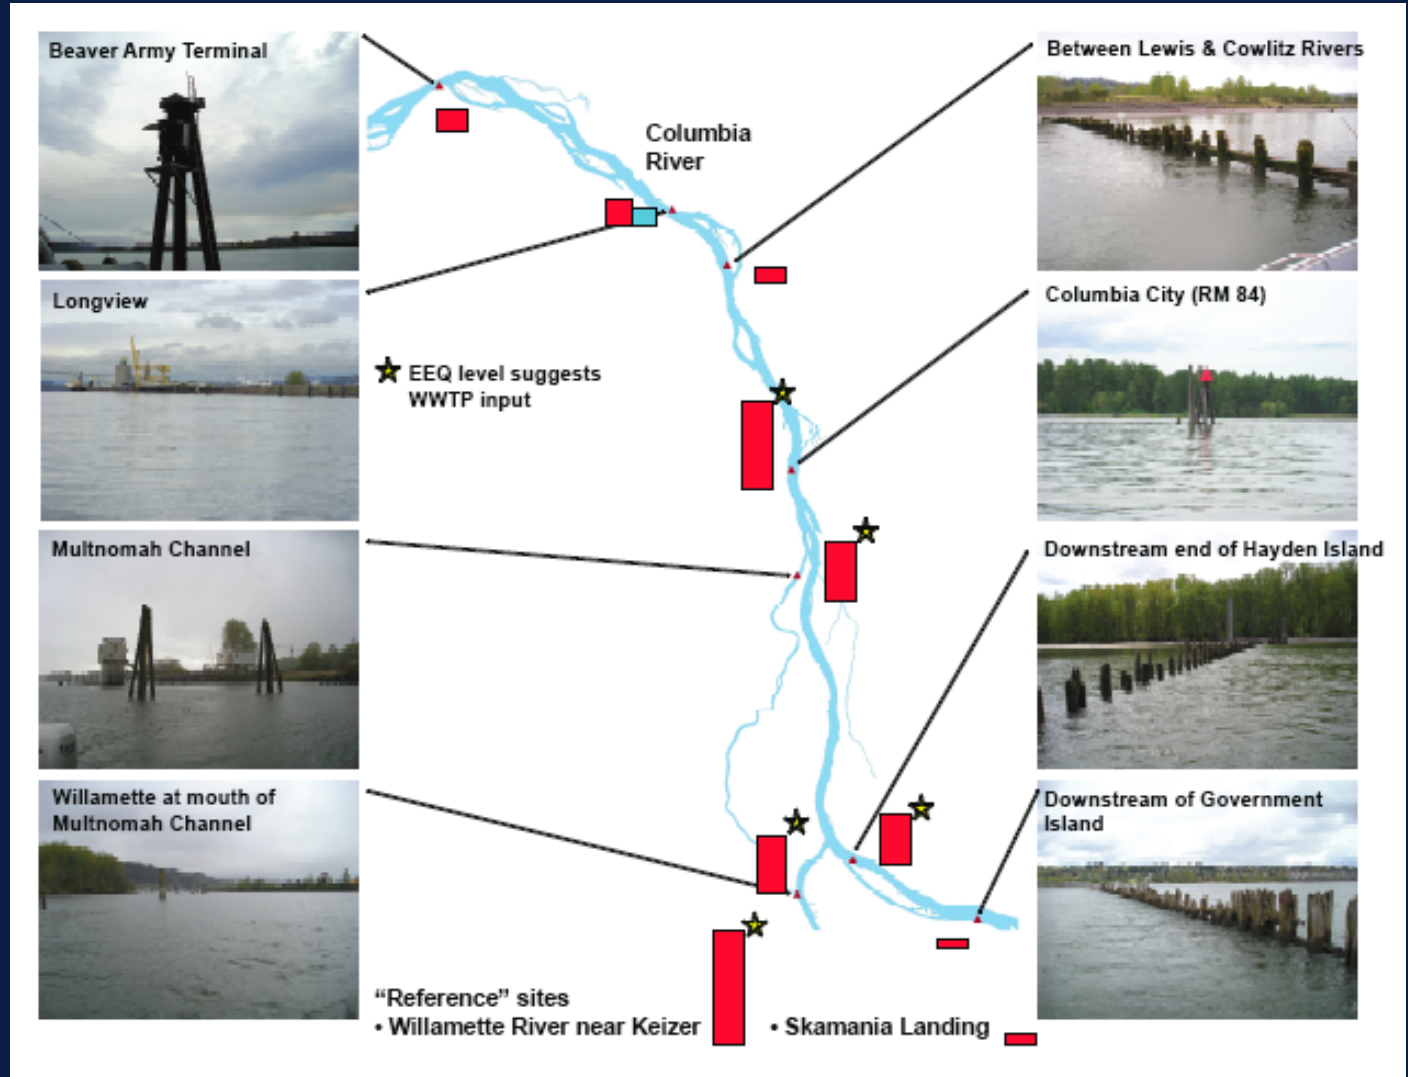 Beaver Army Terminal
Between Lewis & Cowlitz Rivers
Columbia
River
Longview
Columbia City (RM 84)
EEQ level suggests
WWTP input
Multnomah Channel
Downstream end of Hayden Island
Willamette at mouth of
Multnomah Channel
Downstream of Government
Island
“Reference” sites
• Willamette River near Keizer
• Skamania Landing